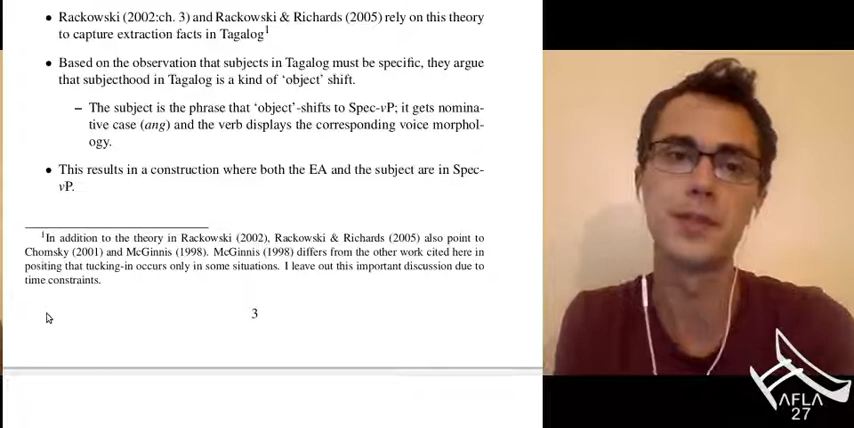 • Rackowski (2002:ch. 3) and Rackowski & Richards (2005) rely on this theory
to capture extraction facts in Tagalog¹
• Based on the observation that subjects in Tagalog must be specific, they argue
that subjecthood in Tagalog is a kind of ‘object’ shift.
– The subject is the phrase that ‘object’-shifts to Spec-vP; it gets nomina-
tive case (ang) and the verb displays the corresponding voice morphol-
ogy.
• This results in a construction where both the EA and the subject are in Spec-
vP.
¹In addition to the theory in Rackowski (2002), Rackowski & Richards (2005) also point to
Chomsky (2001) and McGinnis (1998). McGinnis (1998) differs from the other work cited here in
positing that tucking-in occurs only in some situations. I leave out this important discussion due to
time constraints.
3
AFLA
27